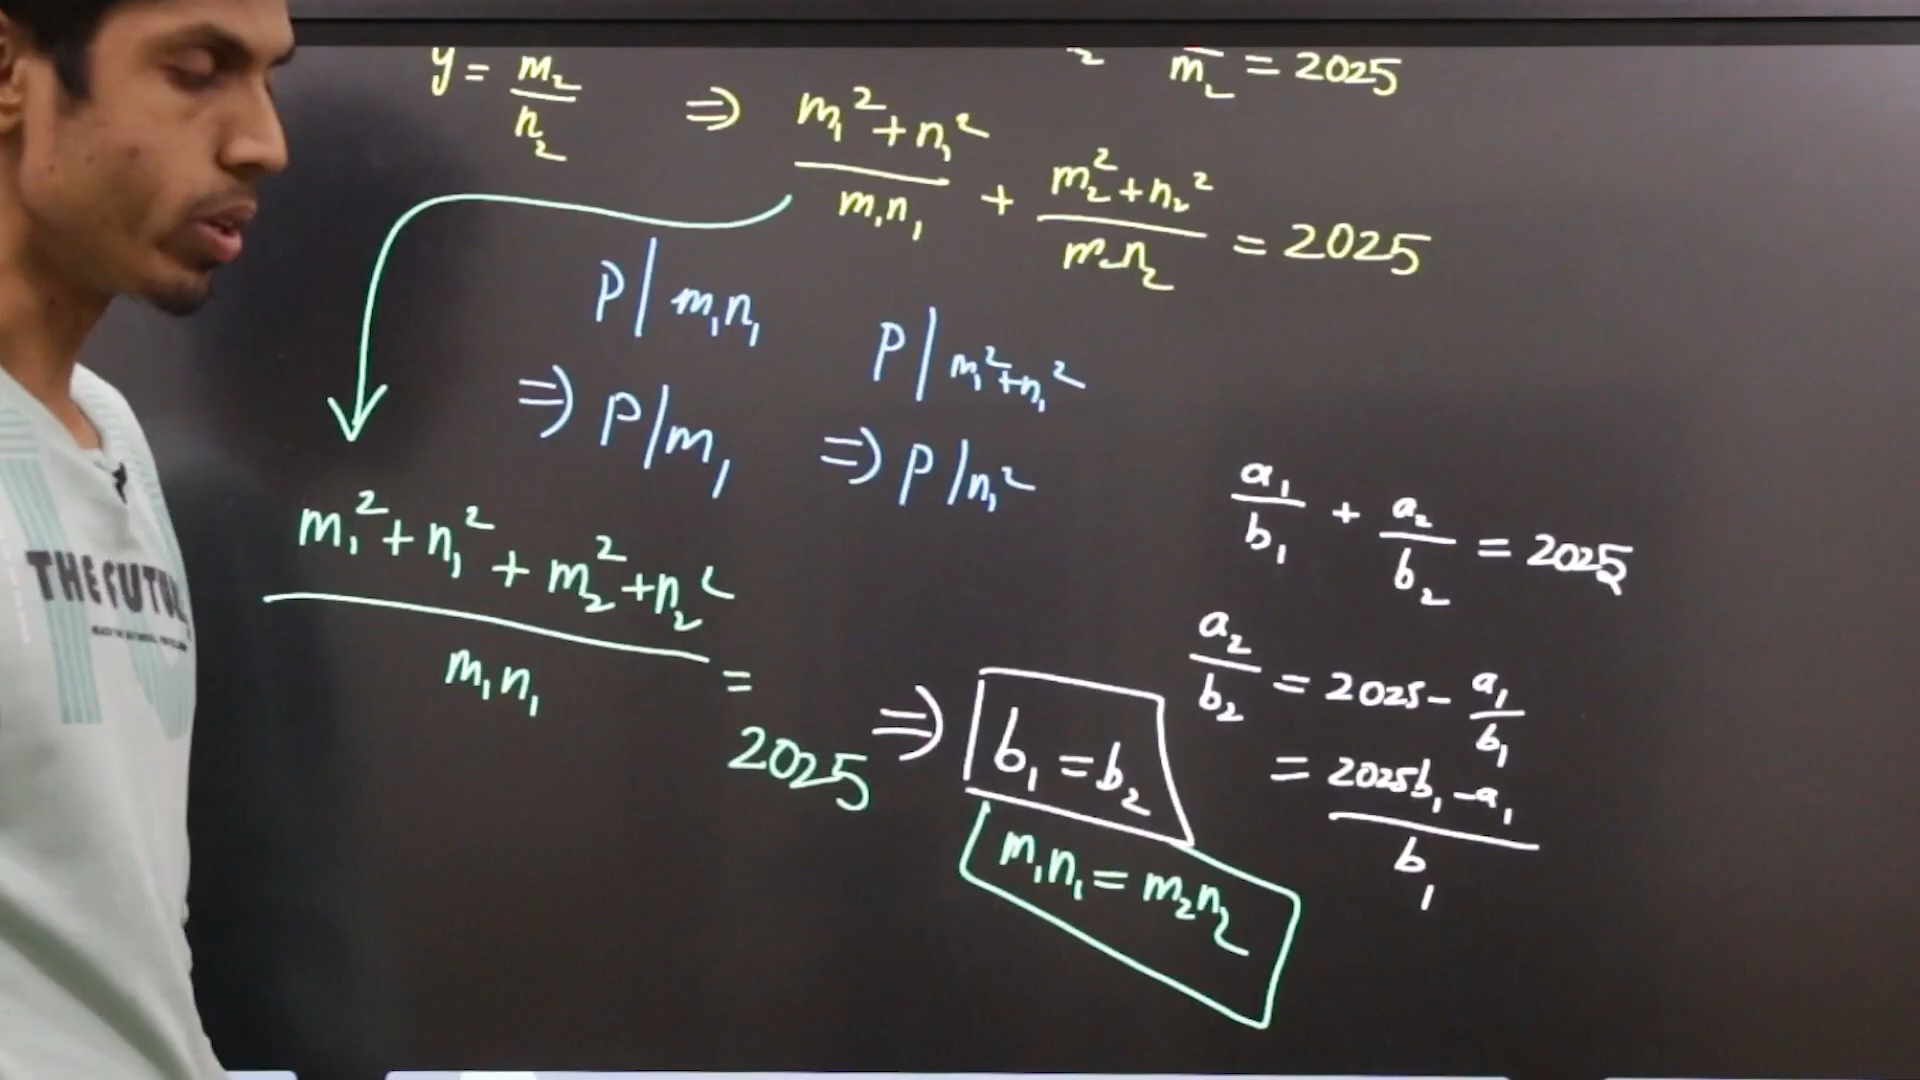 y = m₂/n₂ ⇒ (m₁² + n₁²)/(m₁n₁) + (m₂² + n₂²)/(m₂n₂) = 2025
m₂ = 2025
p | m₁n₁
p | m₁² + n₁²
⇒ p | m₁
⇒ p | n₁²
(m₁² + n₁² + m₂² + n₂²)/(m₁n₁) = 2025
a₁/b₁ + a₂/b₂ = 2025
a₂/b₂ = 2025 - a₁/b₁
= (2025b₁ - a₁)/b₁
⇒ b₁ = b₂
m₁n₁ = m₂n₂
THE FUTU